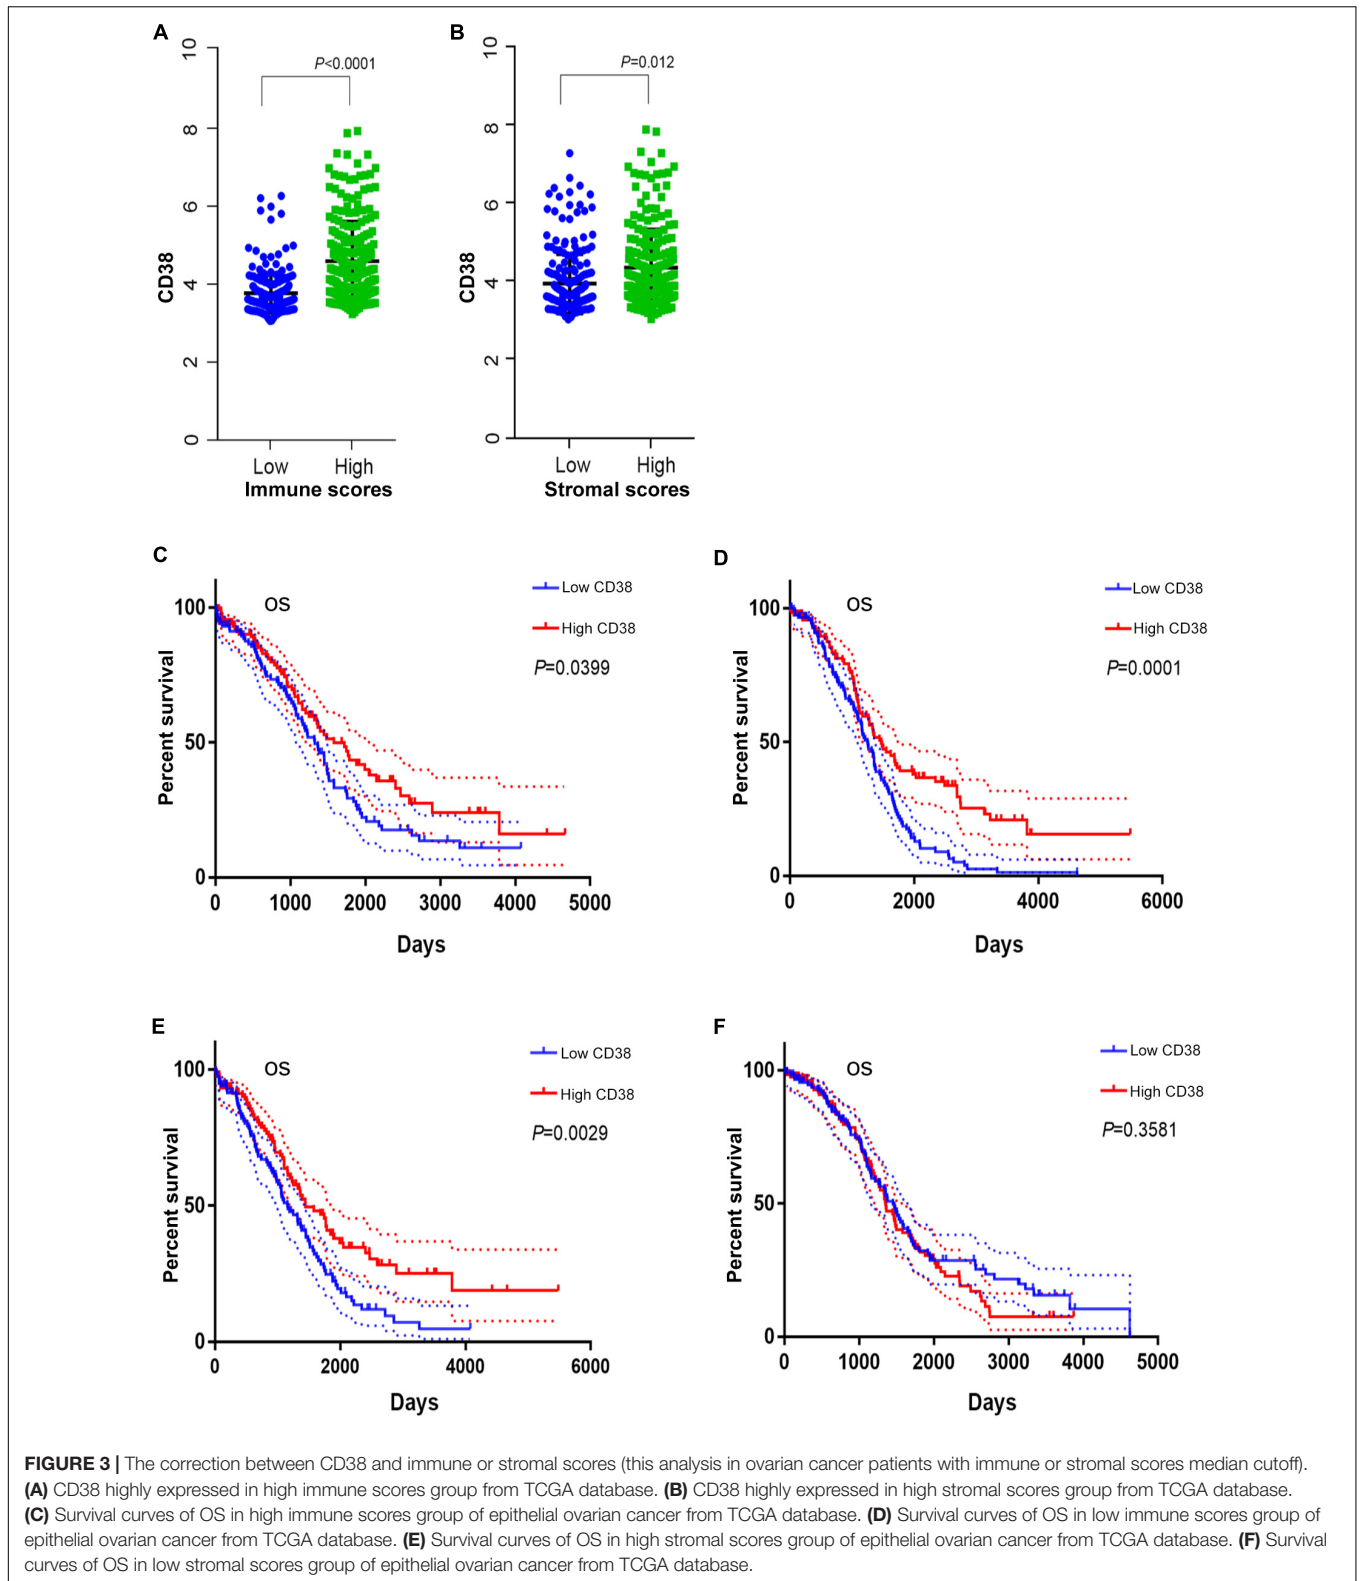 A
B
P<0.0001
P=0.012
10
8
6
4
2
0
CD38
Low
High
Immune scores
10
8
6
4
2
0
CD38
Low
High
Stromal scores
C
OS
Low CD38
High CD38
P=0.0399
100
50
0
Percent survival
0 1000 2000 3000 4000 5000
Days
D
OS
Low CD38
High CD38
P=0.0001
100
50
0
Percent survival
0 2000 4000 6000
Days
E
OS
Low CD38
High CD38
P=0.0029
100
50
0
Percent survival
0 2000 4000 6000
Days
F
OS
Low CD38
High CD38
P=0.3581
100
50
0
Percent survival
0 1000 2000 3000 4000 5000
Days
FIGURE 3 | The correction between CD38 and immune or stromal scores (this analysis in ovarian cancer patients with immune or stromal scores median cutoff).
(A) CD38 highly expressed in high immune scores group from TCGA database. (B) CD38 highly expressed in high stromal scores group from TCGA database.
(C) Survival curves of OS in high immune scores group of epithelial ovarian cancer from TCGA database. (D) Survival curves of OS in low immune scores group of
epithelial ovarian cancer from TCGA database. (E) Survival curves of OS in high stromal scores group of epithelial ovarian cancer from TCGA database. (F) Survival
curves of OS in low stromal scores group of epithelial ovarian cancer from TCGA database.